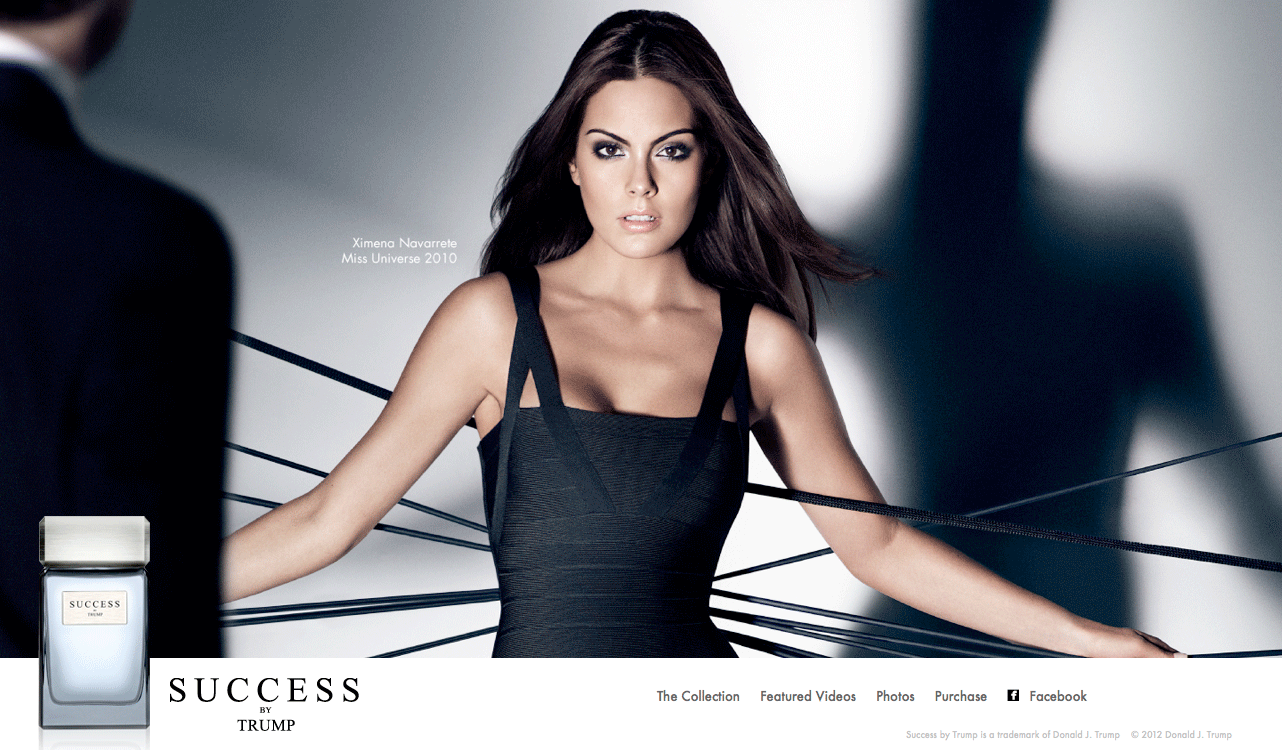 Ximena Navarrete
Miss Universe 2010
SUCCESS
BY
TRUMP
SUCCESS
BY
TRUMP
The Collection
Featured Videos
Photos
Purchase
Facebook
Success by Trump is a trademark of Donald J. Trump © 2012 Donald J. Trump